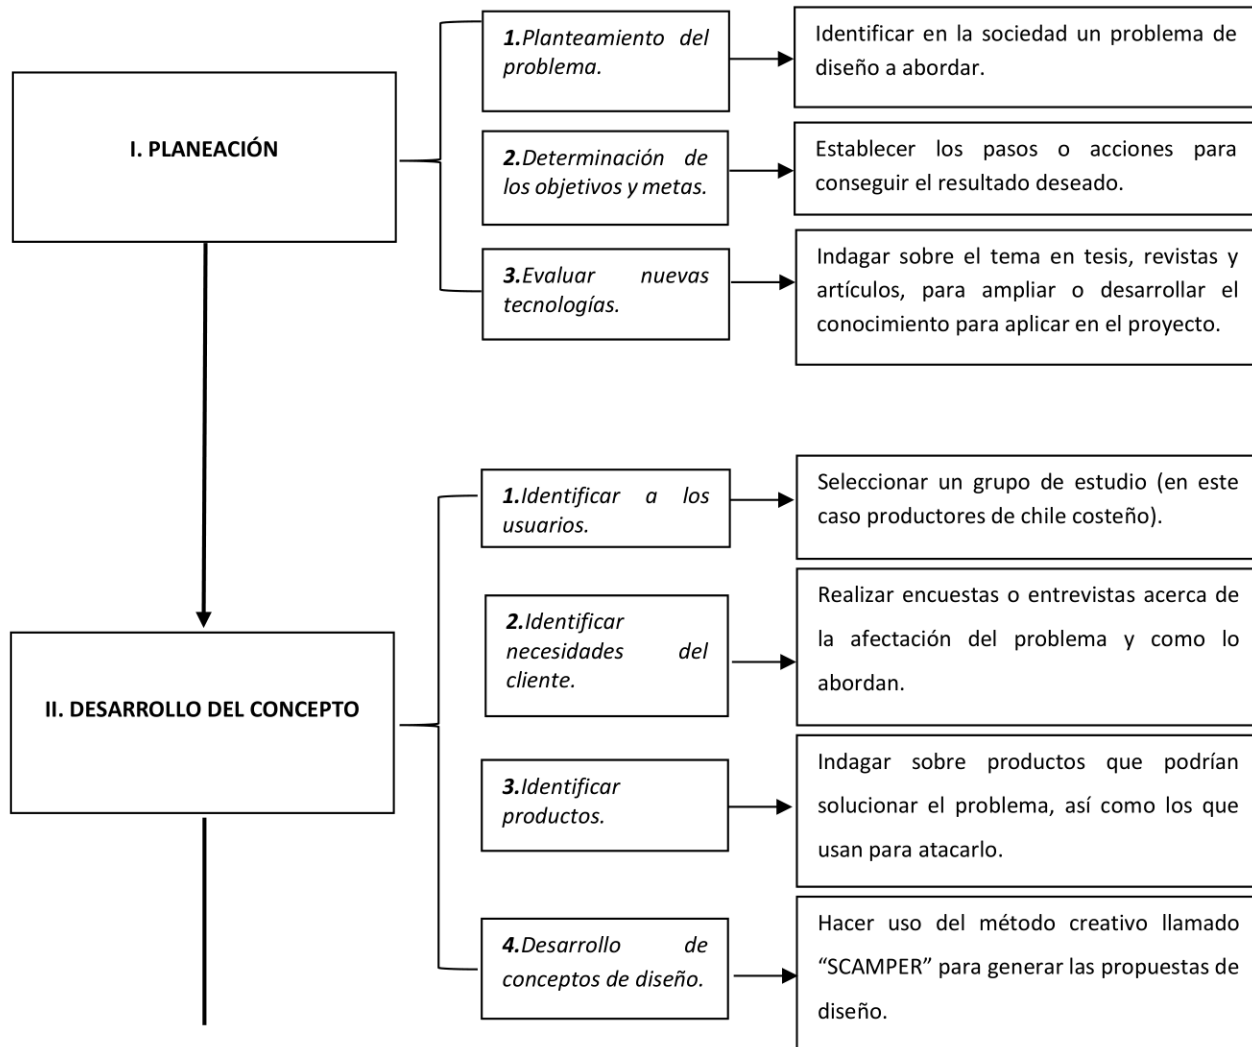 I. PLANEACIÓN
1.Planteamiento del
problema.
Identificar en la sociedad un problema de
diseño a abordar.
2.Determinación de
los objetivos y metas.
Establecer los pasos o acciones para
conseguir el resultado deseado.
3.Evaluar nuevas
tecnologías.
Indagar sobre el tema en tesis, revistas y
artículos, para ampliar o desarrollar el
conocimiento para aplicar en el proyecto.
II. DESARROLLO DEL CONCEPTO
1.Identificar a los
usuarios.
Seleccionar un grupo de estudio (en este
caso productores de chile costeño).
2.Identificar
necesidades del
cliente.
Realizar encuestas o entrevistas acerca de
la afectación del problema y como lo
abordan.
3.Identificar
productos.
Indagar sobre productos que podrían
solucionar el problema, así como los que
usan para atacarlo.
4.Desarrollo de
conceptos de diseño.
Hacer uso del método creativo llamado
“SCAMPER” para generar las propuestas de
diseño.